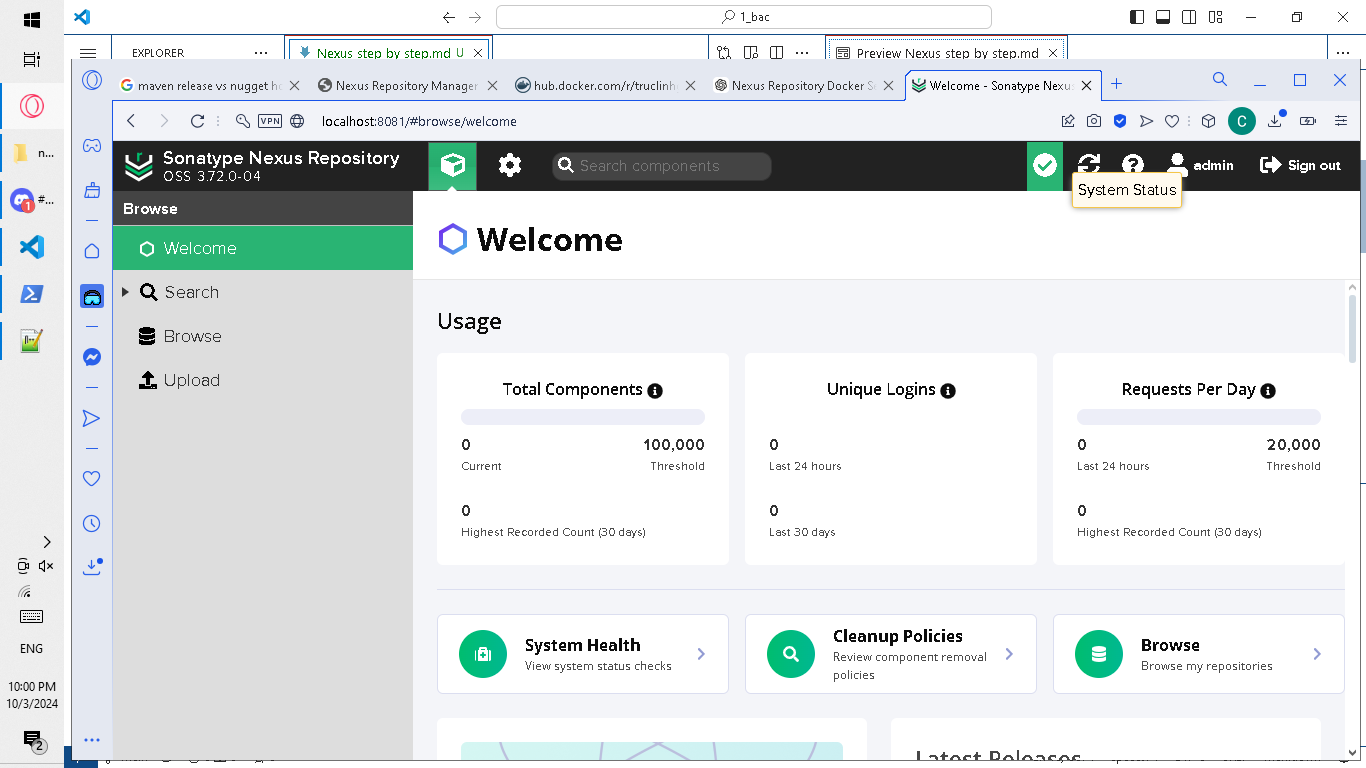 1_bac
EXPLORER
Nexus step by step.md U
Preview Nexus step by step.md
maven release vs nugget h
Nexus Repository Manager
hub.docker.com/r/truclinh
Nexus Repository Docker S
Welcome - Sonatype Nexus
VPN
localhost:8081/#browse/welcome
C
Sonatype Nexus Repository
OSS 3.72.0-04
Search components
admin
Sign out
System Status
Browse
Welcome
Search
Browse
Upload
Welcome
Usage
Total Components
0 100,000
Current Threshold
0
Highest Recorded Count (30 days)
Unique Logins
0
Last 24 hours
0
Last 30 days
Requests Per Day
0 20,000
Last 24 hours Threshold
0
Highest Recorded Count (30 days)
System Health
View system status checks
Cleanup Policies
Review component removal
policies
Browse
Browse my repositories
Latest Releases
n...
#...
1
ENG
10:00 PM
10/3/2024
2